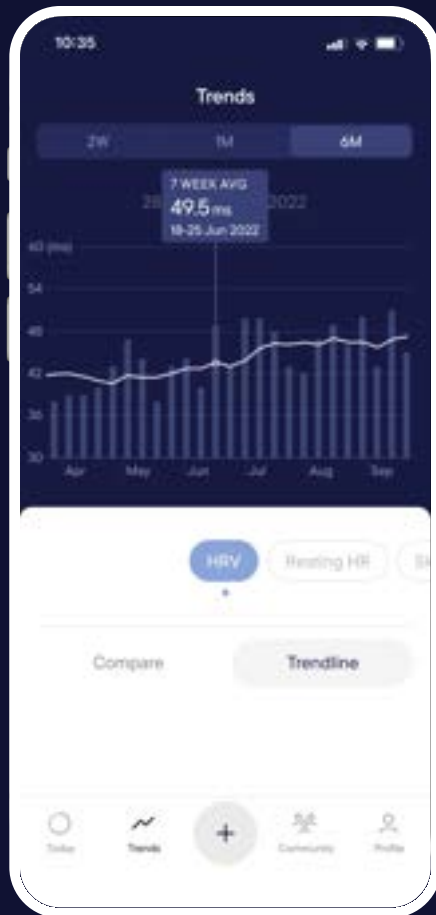 10:35
Trends
2W 1M 6M
7 WEEK AVG
28 2022
49.5 ms
18-25 Jun 2022
60 (ms)
54
48
42
36
30
Apr May Jun Jul Aug Sep
HRV Resting HR
Compare Trendline
+
Today Trends Community Profile